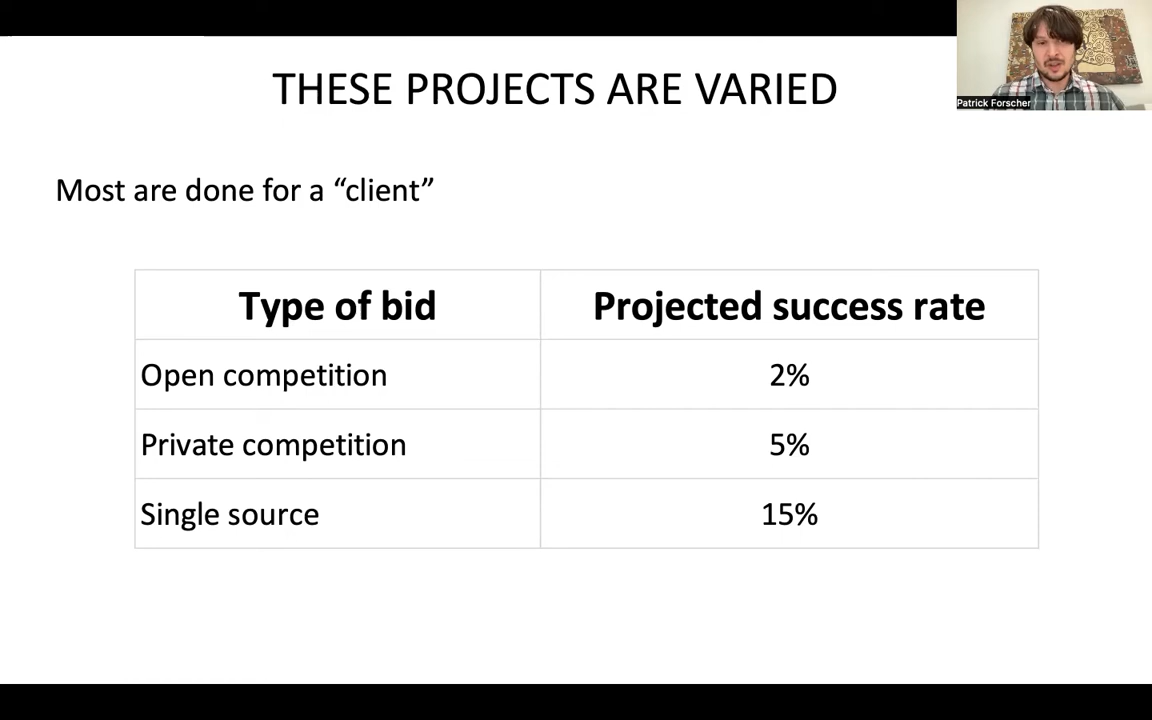 THESE PROJECTS ARE VARIED
Patrick Forscher
Most are done for a “client”
Type of bid
Projected success rate
Open competition
2%
Private competition
5%
Single source
15%